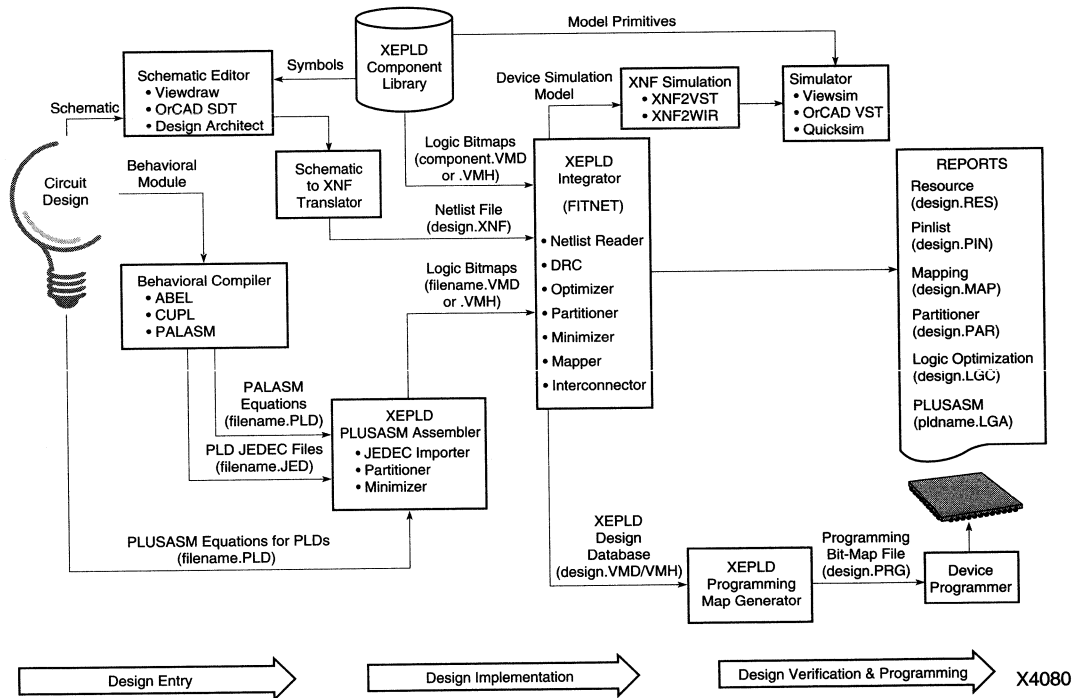 Model Primitives
XEPLD
Component
Library
Symbols
Schematic Editor
• Viewdraw
• OrCAD SDT
• Design Architect
Schematic
Device Simulation
Model
XNF Simulation
• XNF2VST
• XNF2WIR
Simulator
• Viewsim
• OrCAD VST
• Quicksim
Circuit
Design
Behavioral
Module
Schematic
to XNF
Translator
Logic Bitmaps
(component.VMD
or .VMH)
Netlist File
(design.XNF)
Logic Bitmaps
(filename.VMD
or .VMH)
XEPLD
Integrator
(FITNET)
• Netlist Reader
• DRC
• Optimizer
• Partitioner
• Minimizer
• Mapper
• Interconnector
REPORTS
Resource
(design.RES)
Pinlist
(design.PIN)
Mapping
(design.MAP)
Partitioner
(design.PAR)
Logic Optimization
(design.LGC)
PLUSASM
(pldname.LGA)
Behavioral Compiler
• ABEL
• CUPL
• PALASM
PALASM
Equations
(filename.PLD)
PLD JEDEC Files
(filename.JED)
XEPLD
PLUSASM Assembler
• JEDEC Importer
• Partitioner
• Minimizer
PLUSASM Equations for PLDs
(filename.PLD)
XEPLD
Design
Database
(design.VMD/VMH)
XEPLD
Programming
Map Generator
Programming
Bit-Map File
(design.PRG)
Device
Programmer
Design Entry
Design Implementation
Design Verification & Programming
X4080